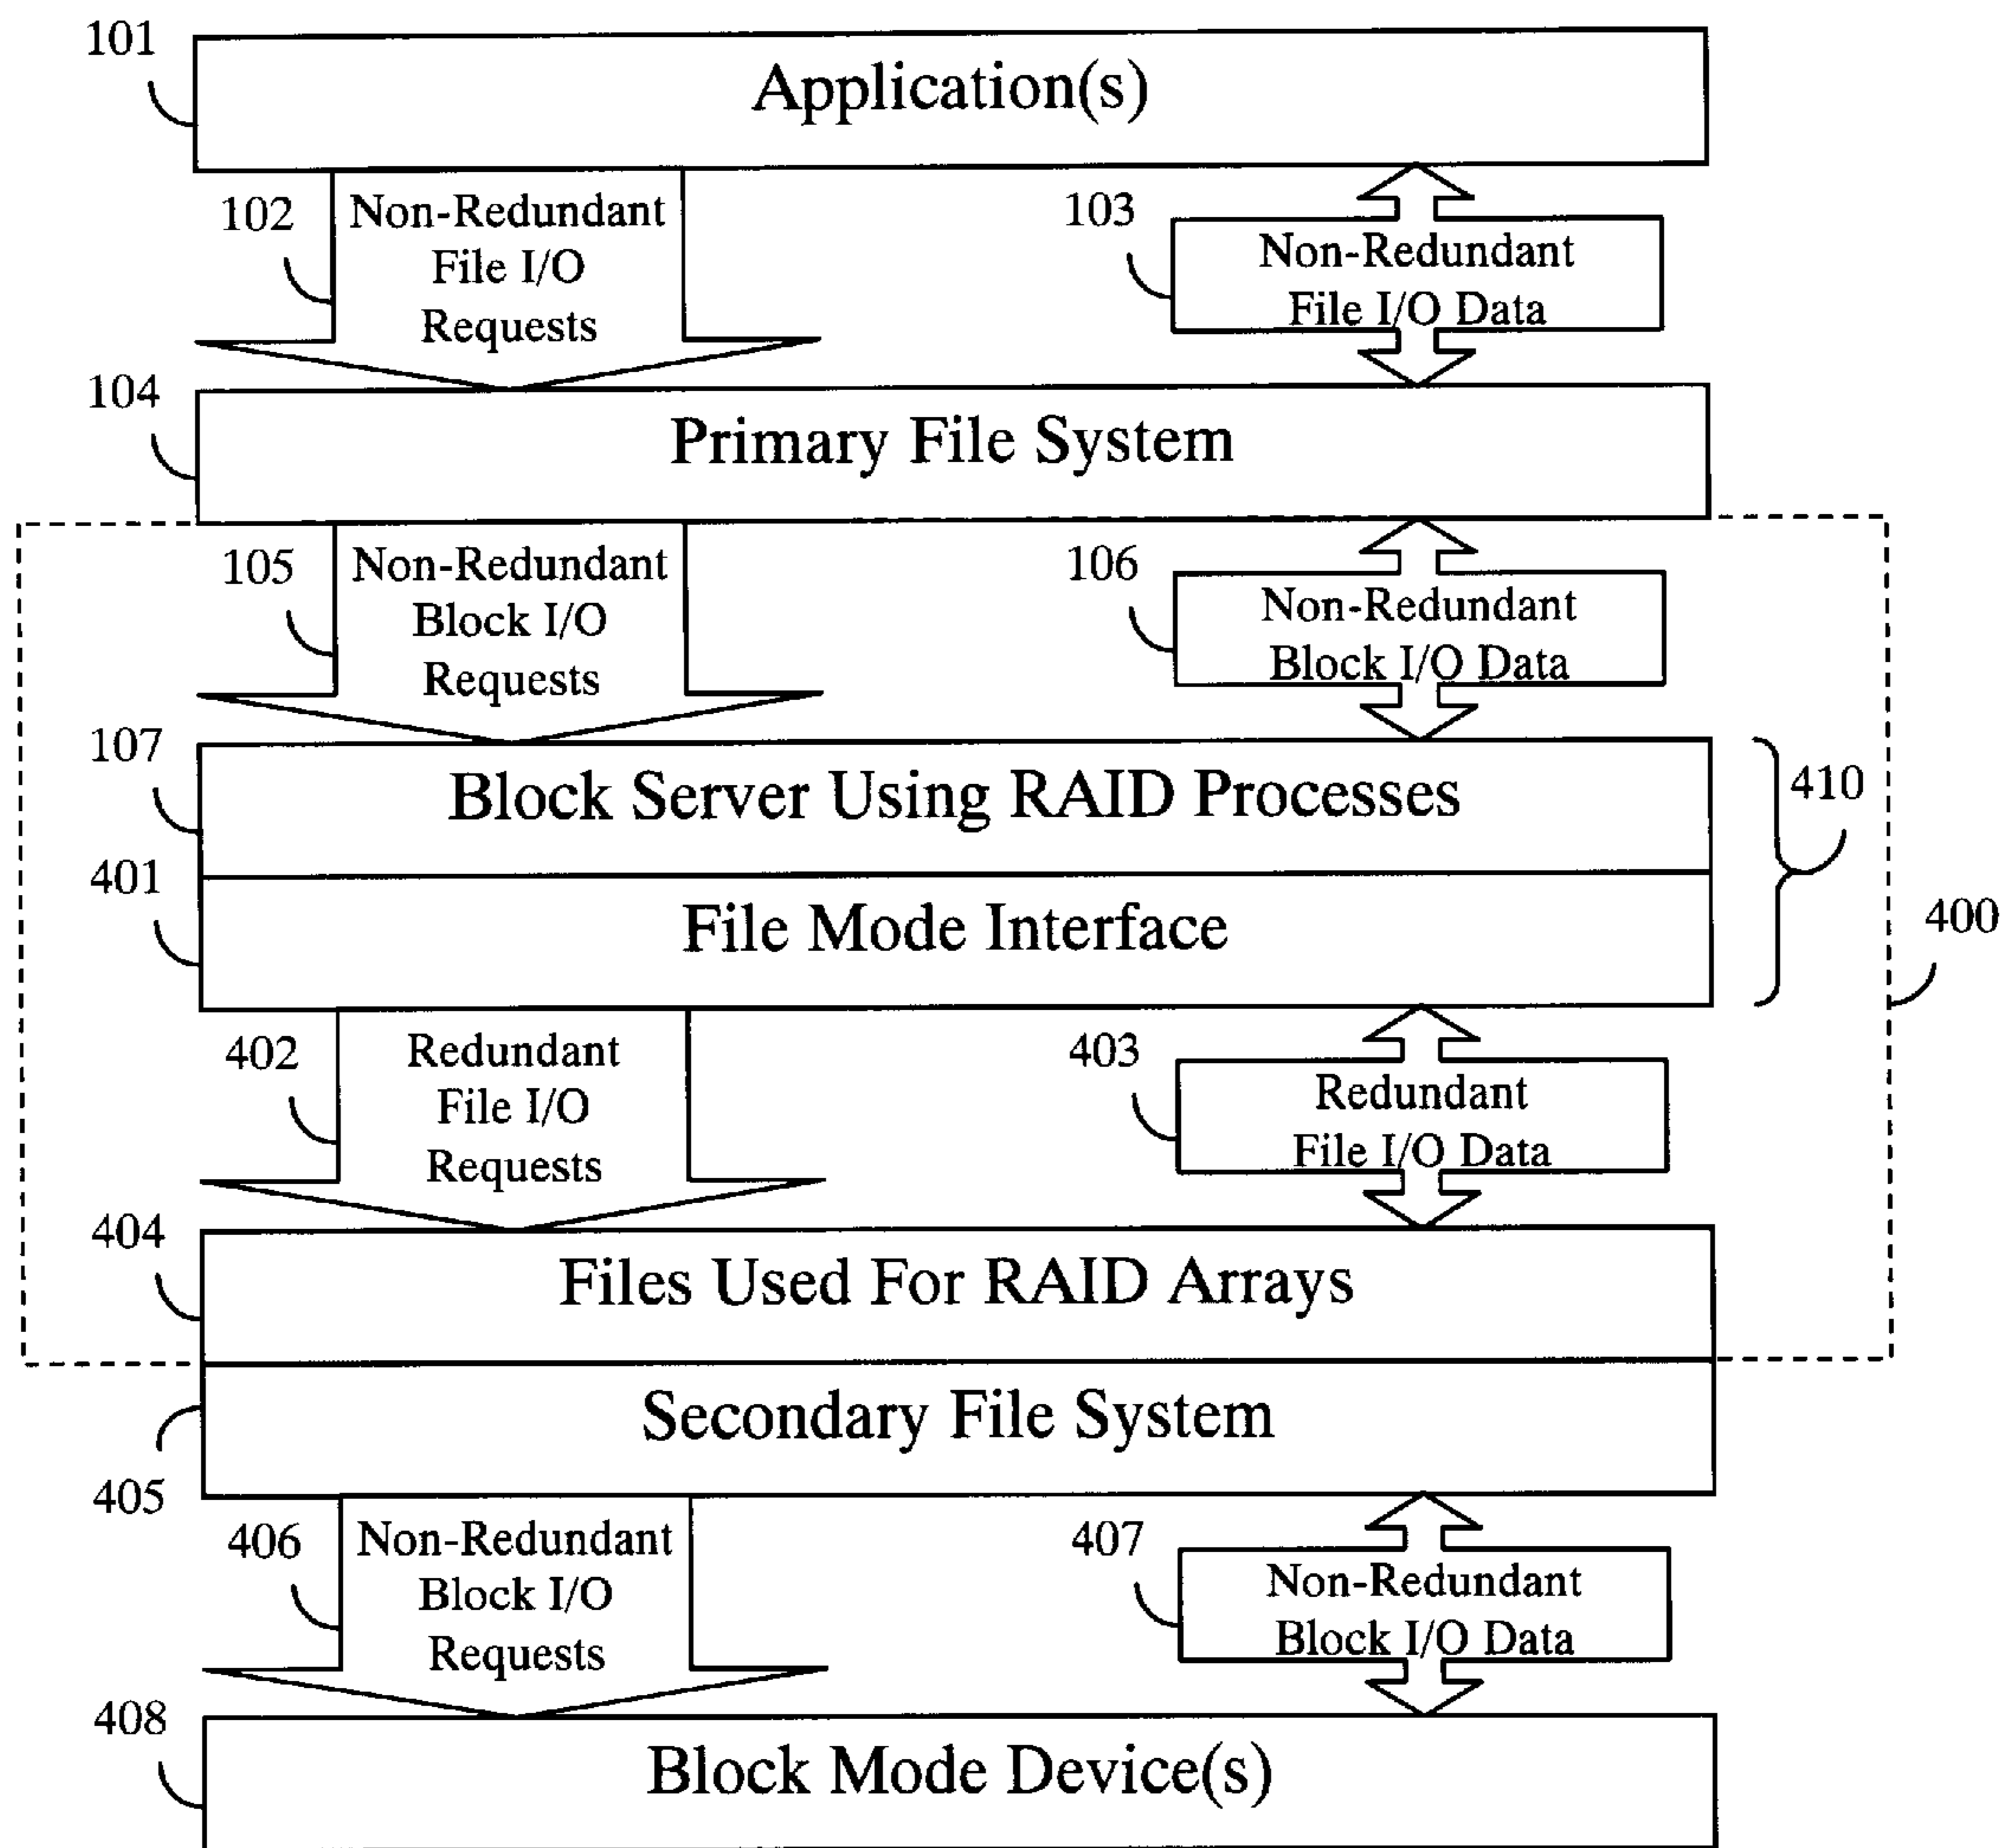 101
Application(s)
102
Non-Redundant
File I/O
Requests
103
Non-Redundant
File I/O Data
104
Primary File System
105
Non-Redundant
Block I/O
Requests
106
Non-Redundant
Block I/O Data
107
Block Server Using RAID Processes
410
401
File Mode Interface
400
402
Redundant
File I/O
Requests
403
Redundant
File I/O Data
404
Files Used For RAID Arrays
Secondary File System
405
406
Non-Redundant
Block I/O
Requests
407
Non-Redundant
Block I/O Data
408
Block Mode Device(s)